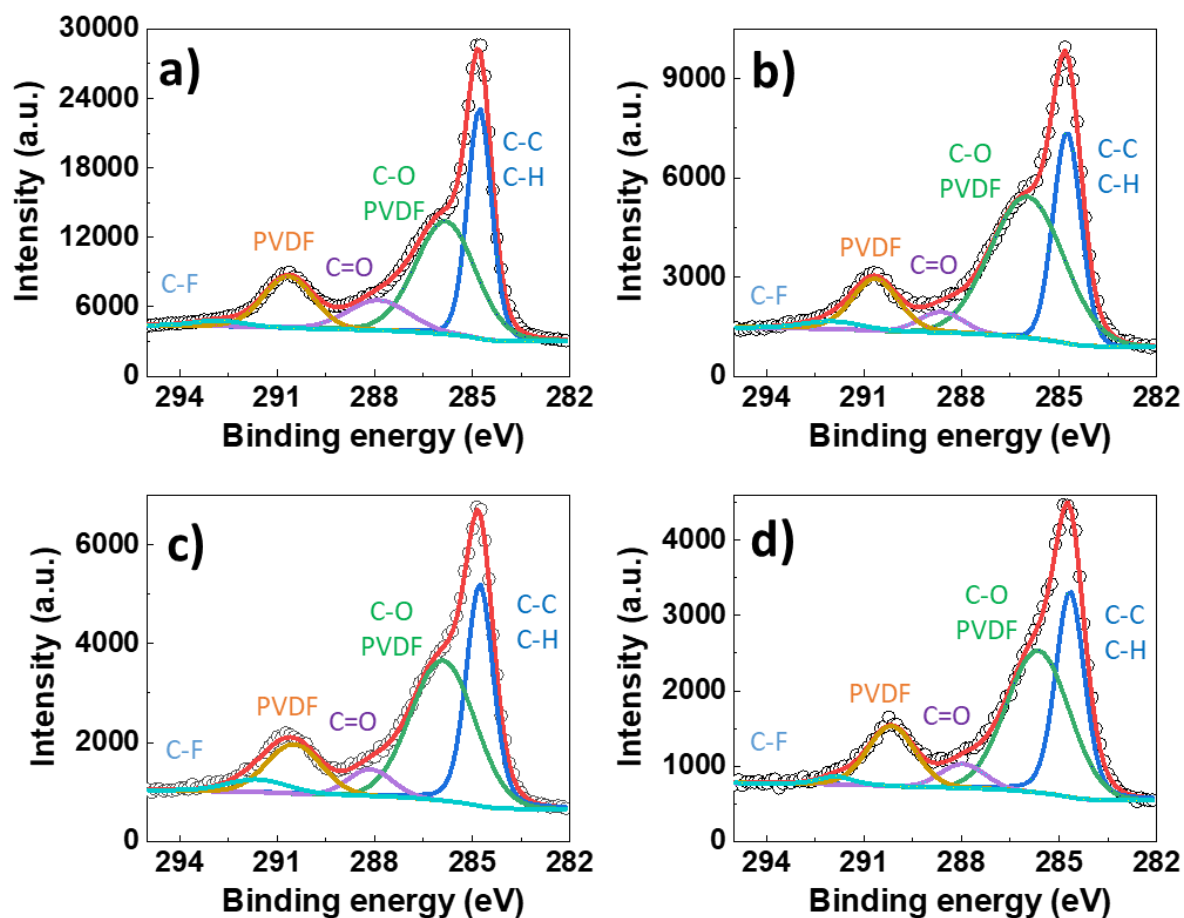 a)
30000
24000
18000
12000
6000
0
Intensity (a.u.)
C-F
PVDF
C=O
C-O
PVDF
C-C
C-H
294 291 288 285 282
Binding energy (eV)
b)
9000
6000
3000
0
Intensity (a.u.)
C-F
PVDF
C=O
C-O
PVDF
C-C
C-H
294 291 288 285 282
Binding energy (eV)
c)
6000
4000
2000
0
Intensity (a.u.)
C-F
PVDF
C=O
C-O
PVDF
C-C
C-H
294 291 288 285 282
Binding energy (eV)
d)
4000
3000
2000
1000
0
Intensity (a.u.)
C-F
PVDF
C=O
C-O
PVDF
C-C
C-H
294 291 288 285 282
Binding energy (eV)